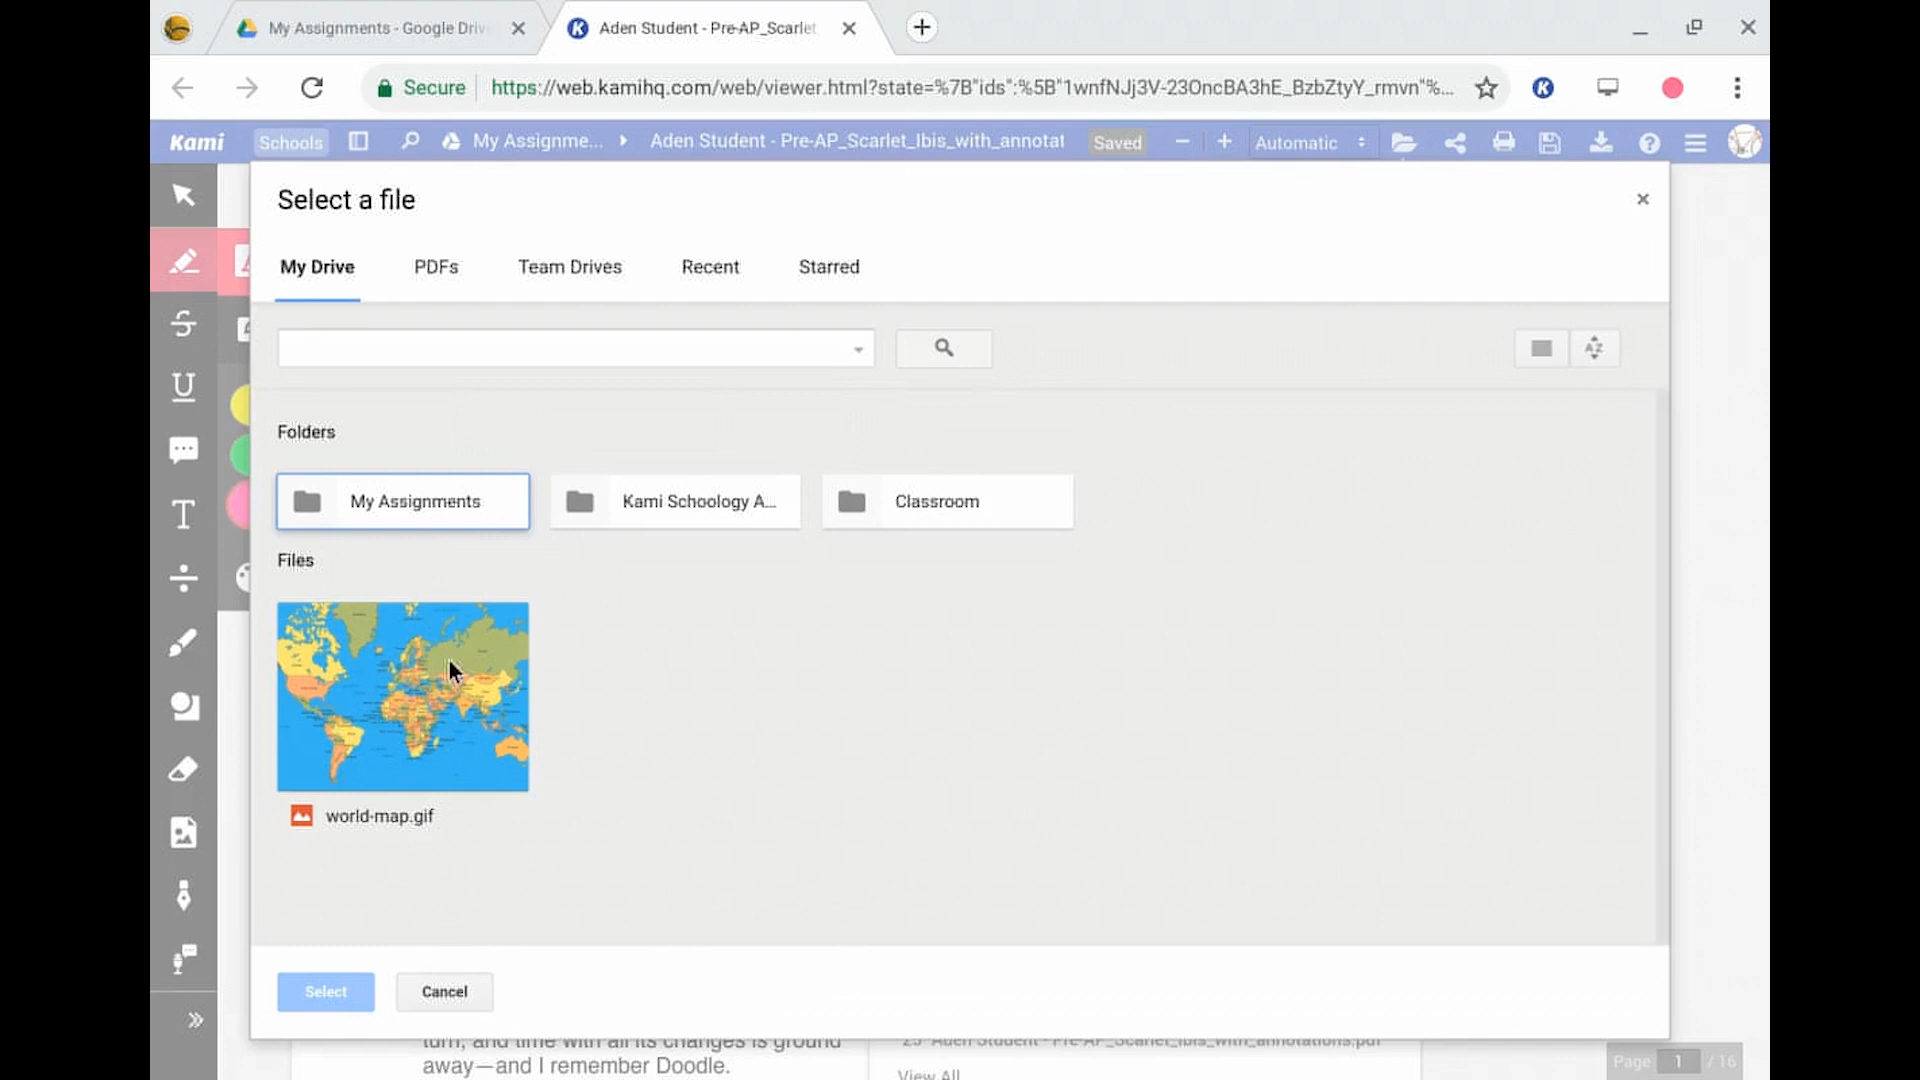 My Assignments - Google Driv
Aden Student - Pre-AP_Scarlet
Secure
https://web.kamihq.com/web/viewer.html?state=%7B"ids":%5B"1wnfNJj3V-23OncBA3hE_BzbZtyY_rmvn"%...
Kami
Schools
My Assignme...
Aden Student - Pre-AP_Scarlet_Ibis_with_annotat
Saved
Automatic
Select a file
My Drive
PDFs
Team Drives
Recent
Starred
Folders
My Assignments
Kami Schoology A...
Classroom
Files
world-map.gif
Select
Cancel
turn, and time with all its changes is ground
away—and I remember Doodle.
Aden Student - Pre-AP_Scarlet_Ibis_with_annotations.pdf
View All
Page 1 / 16